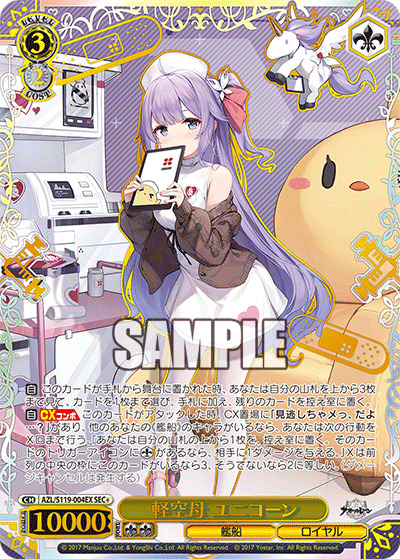 LEVEL
3
2
COST
SAMPLE
自 このカードが手札から舞台に置かれた時、あなたは自分の山札を上から3枚
まで見て、カードを1枚まで選び、手札に加え、残りのカードを控室に置く。
自 CXコンボ このカードがアタックした時、CX置場に「見逃しちゃメっ、だよ
…?」があり、他のあなたの《艦船》のキャラがいるなら、あなたは次の行動を
X回まで行う。『あなたは自分の山札の上から1枚を、控え室に置く。そのカー
ドのトリガーアイコンに があるなら、相手に1ダメージを与える。』Xは前
列の中央の枠にこのカードがいるなら3、そうでないなら2に等しい。(ダメー
ジキャンセルは発生する)
CH AZL/S119-004EX SEC+
軽空母 ユニコーン
アズールレーン
POWER
10000
艦船
ロイヤル
© 2017 Manjuu Co.,Ltd. & YongShi Co.,Ltd. All Rights Reserved. © 2017 Yostar, Inc. All Rights Reserved.